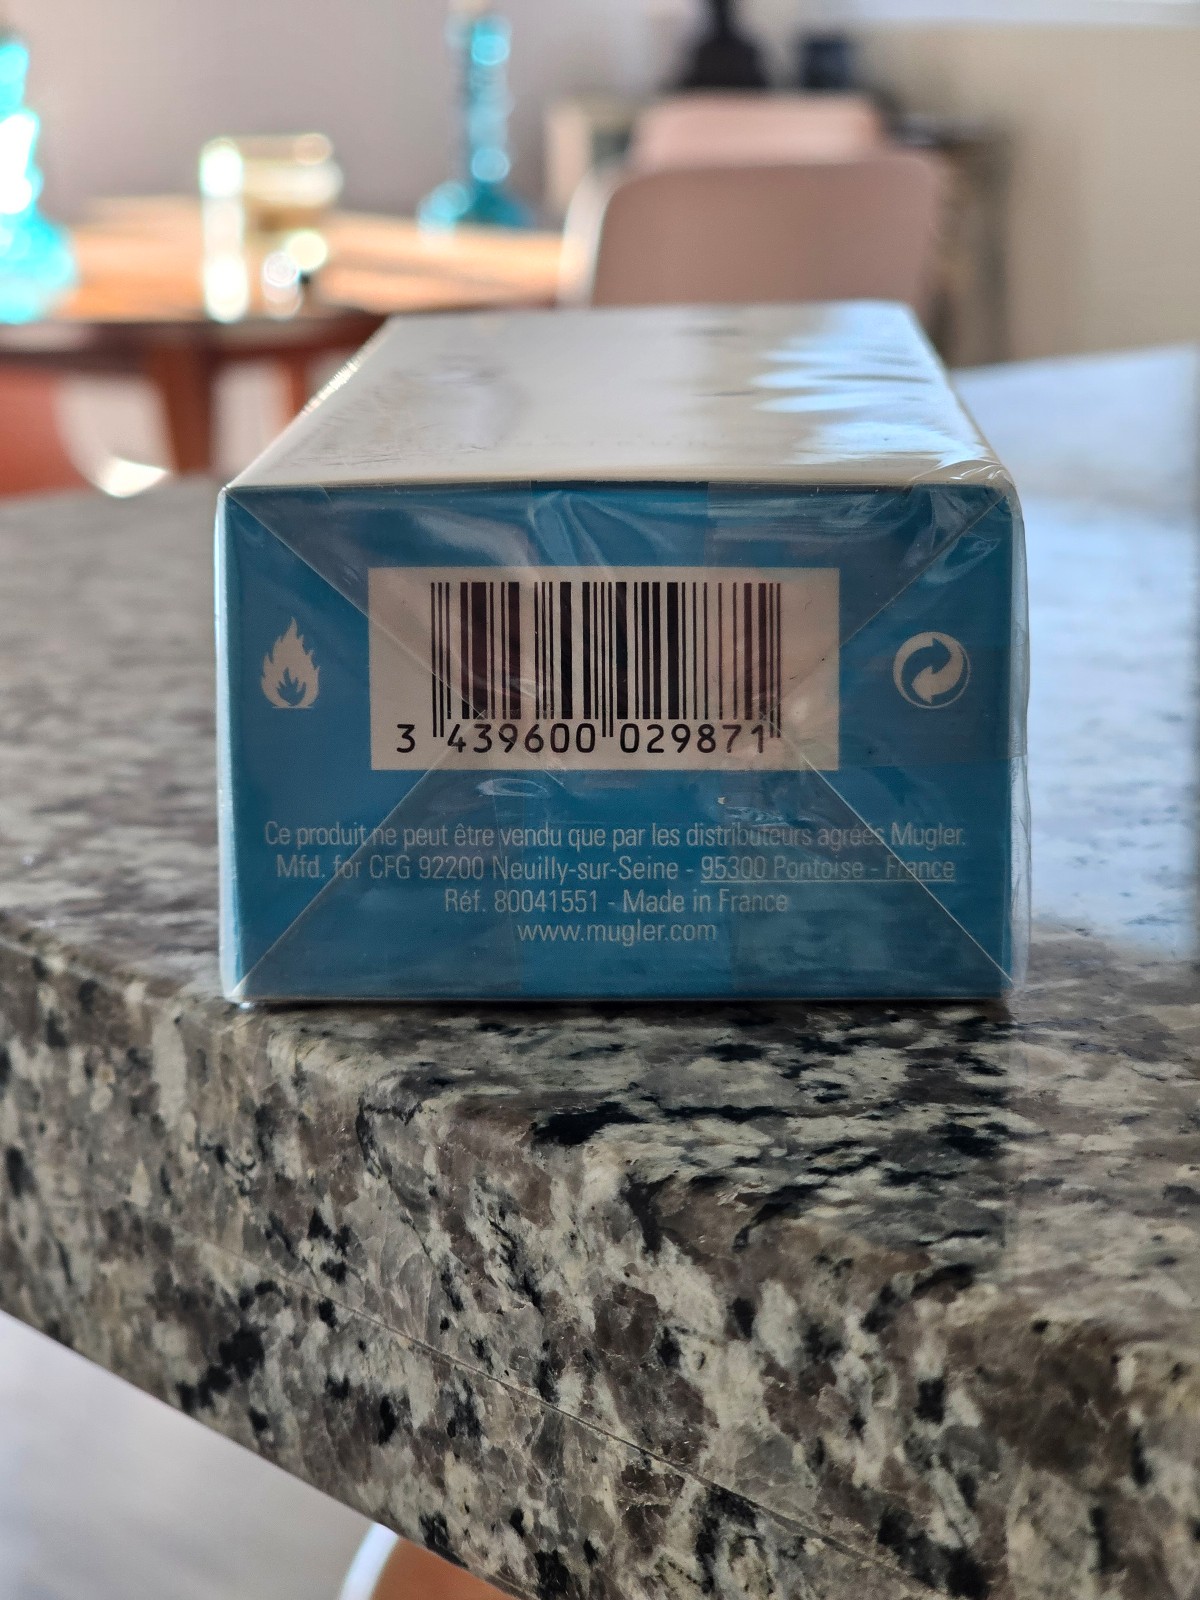 3 439600 029871
Ce produit ne peut être vendu que par les distributeurs agréés Mugler.
Mfd. for CFG 92200 Neuilly-sur-Seine - 95300 Pontoise - France
Réf. 80041551 - Made in France
www.mugler.com